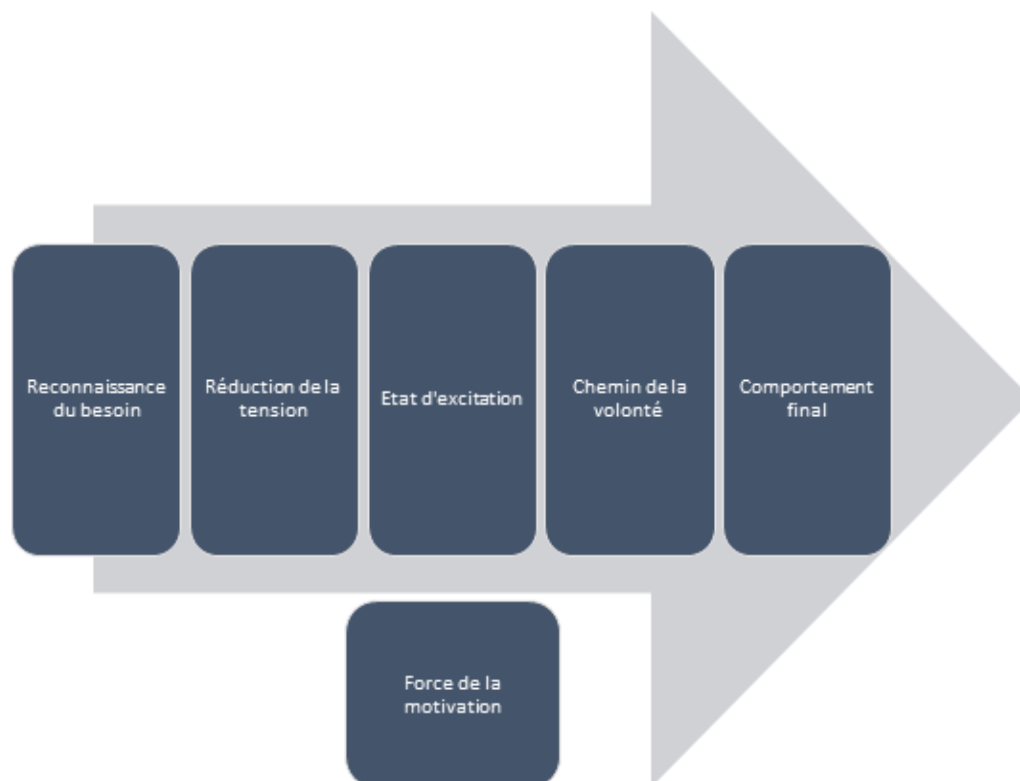 Reconnaissance
du besoin
Réduction de la
tension
Etat d'excitation
Chemin de la
volonté
Comportement
final
Force de la
motivation